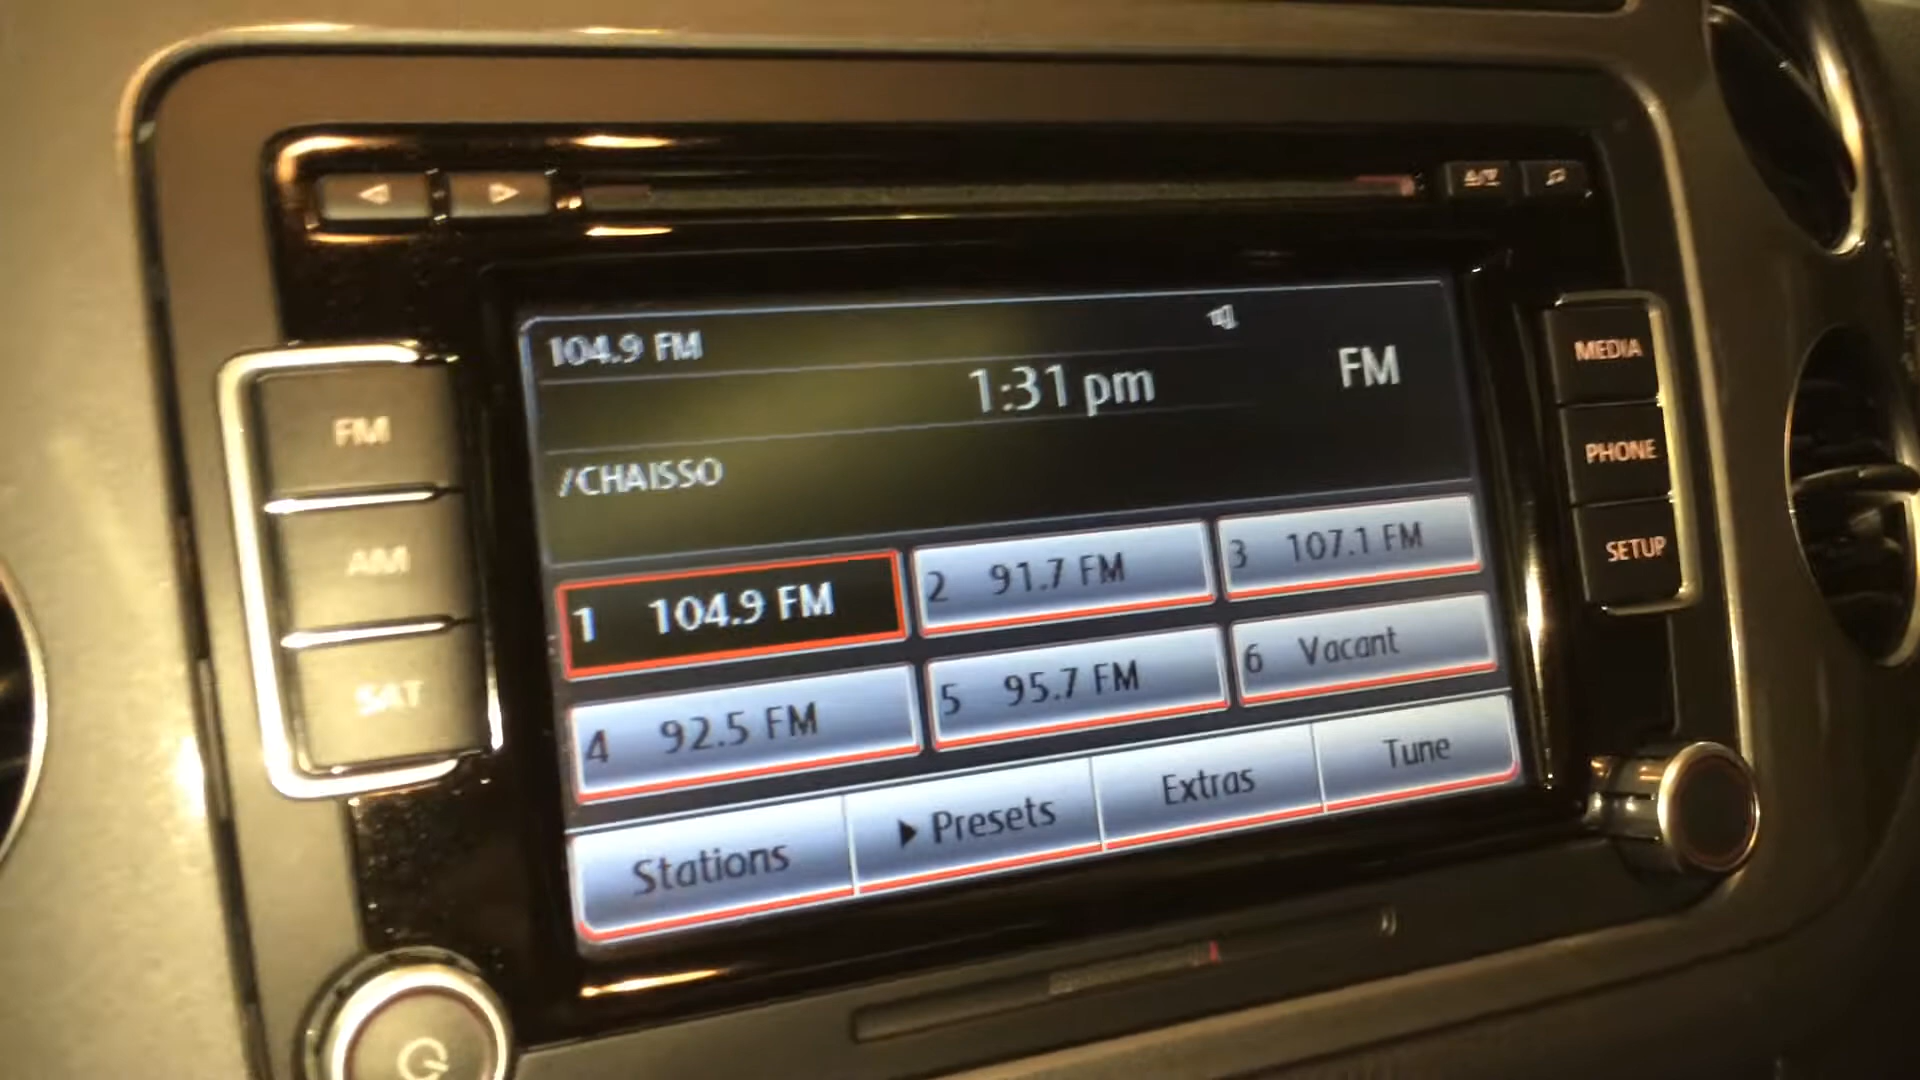 104.9 FM
1:31 pm
FM
/CHAISSO
1 104.9 FM
2 91.7 FM
3 107.1 FM
4 92.5 FM
5 95.7 FM
6 Vacant
Stations
Presets
Extras
Tune
FM
AM
SAT
MEDIA
PHONE
SETUP